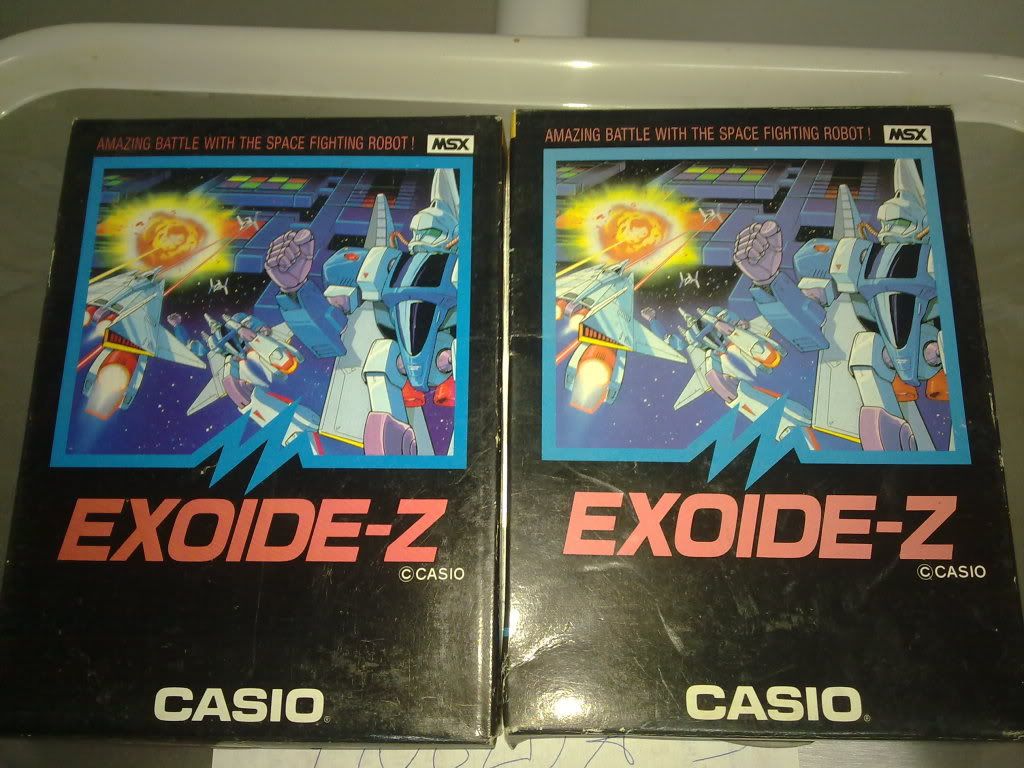 AMAZING BATTLE WITH THE SPACE FIGHTING ROBOT! MSX
EXOIDE-Z
©CASIO
CASIO®
AMAZING BATTLE WITH THE SPACE FIGHTING ROBOT! MSX
EXOIDE-Z
©CASIO
CASIO®